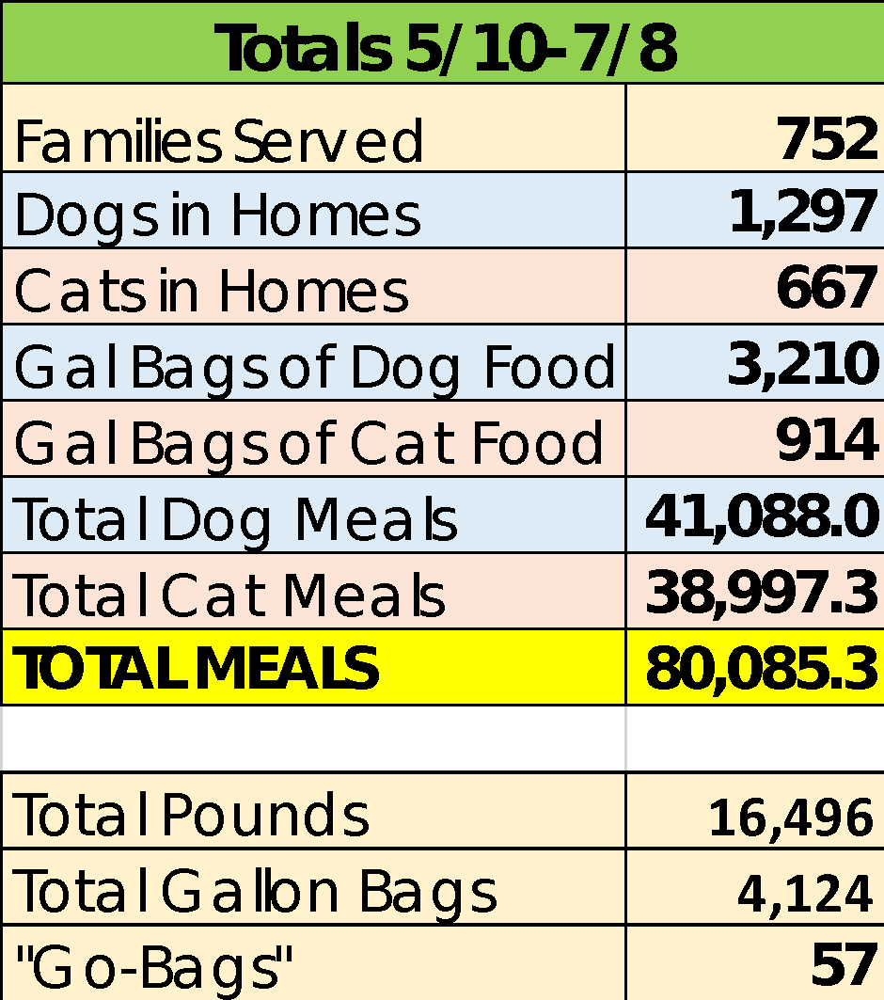 Totals 5/10-7/8
Families Served 752
Dogs in Homes 1,297
Cats in Homes 667
Gal Bags of Dog Food 3,210
Gal Bags of Cat Food 914
Total Dog Meals 41,088.0
Total Cat Meals 38,997.3
TOTAL MEALS 80,085.3
Total Pounds 16,496
Total Gallon Bags 4,124
"Go-Bags" 57